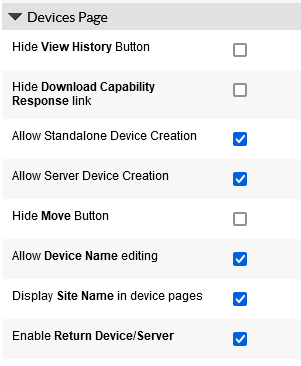 Devices Page
Hide View History Button
Hide Download Capability
Response link
Allow Standalone Device Creation
Allow Server Device Creation
Hide Move Button
Allow Device Name editing
Display Site Name in device pages
Enable Return Device/Server